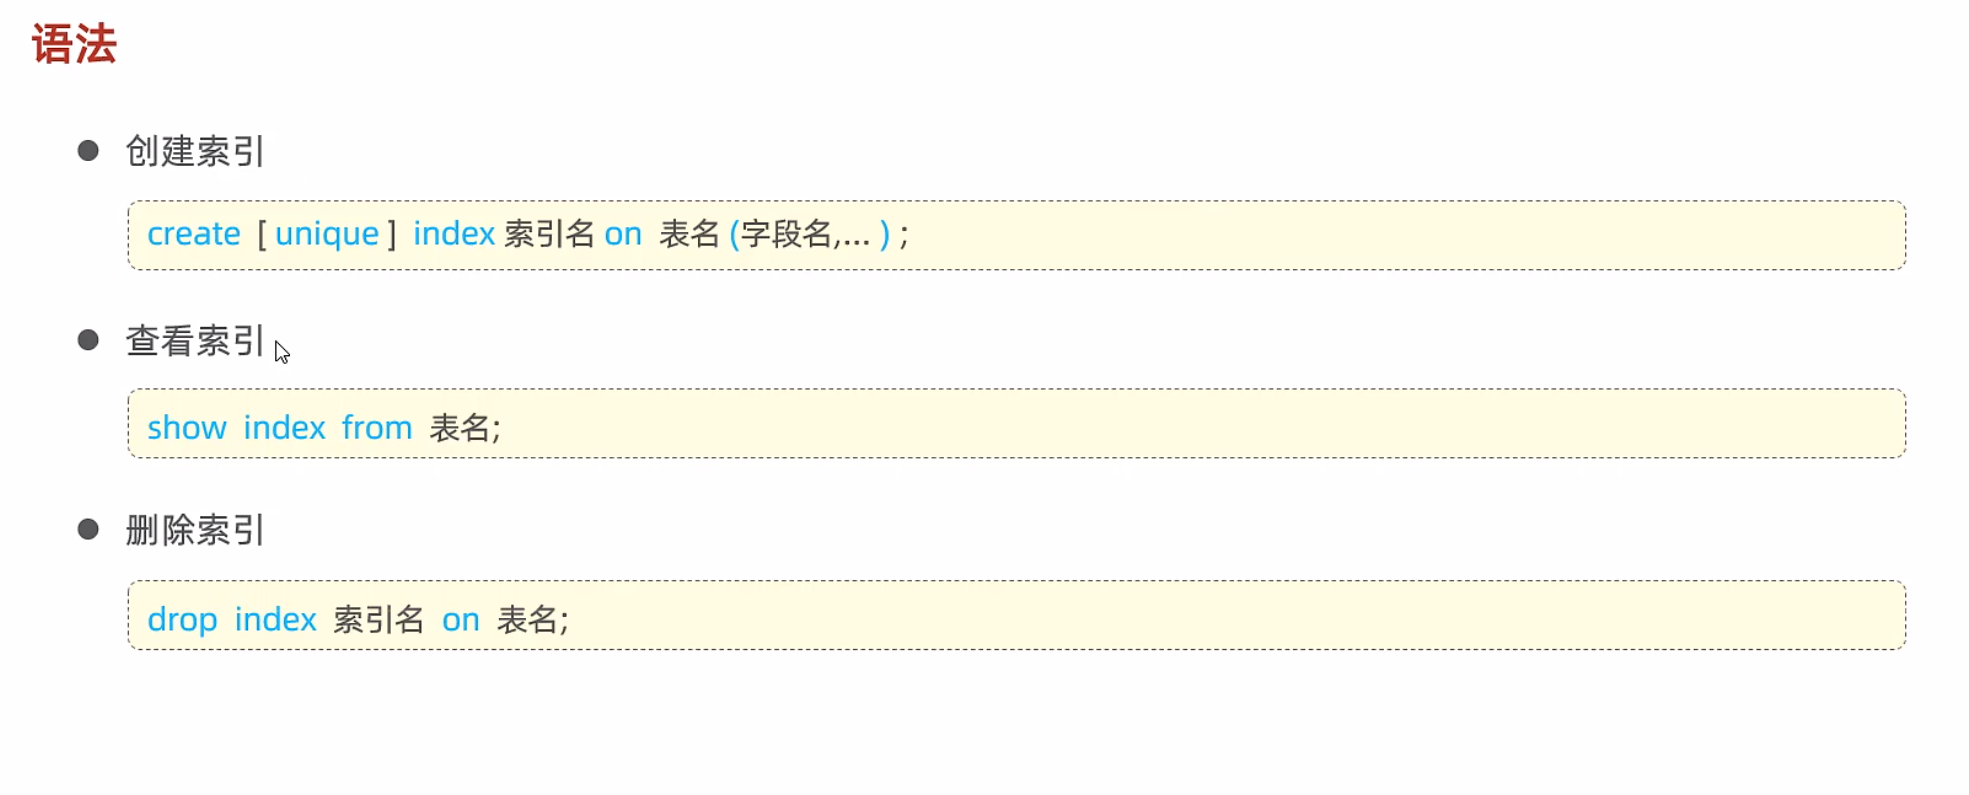 语法
创建索引
create [ unique ] index 索引名 on 表名 (字段名,... ) ;
查看索引
show index from 表名;
删除索引
drop index 索引名 on 表名;